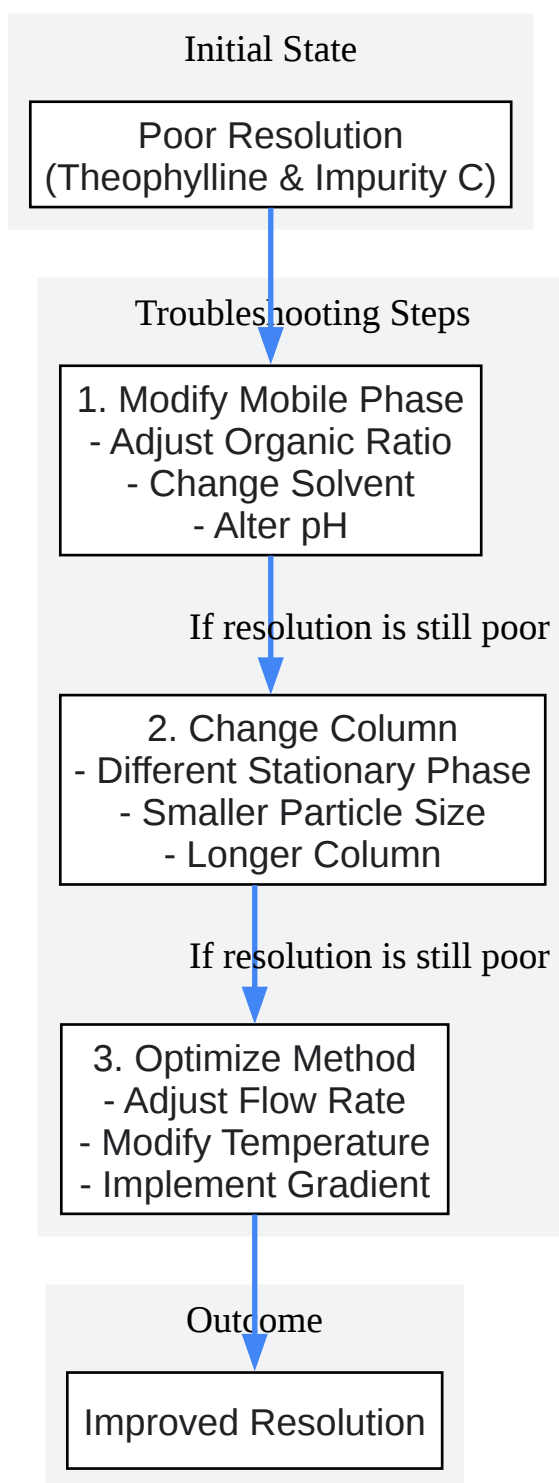 Initial State
Poor Resolution
(Theophylline & Impurity C)
Troubleshooting Steps
1. Modify Mobile Phase
- Adjust Organic Ratio
- Change Solvent
- Alter pH
If resolution is still poor
2. Change Column
- Different Stationary Phase
- Smaller Particle Size
- Longer Column
If resolution is still poor
3. Optimize Method
- Adjust Flow Rate
- Modify Temperature
- Implement Gradient
Outcome
Improved Resolution